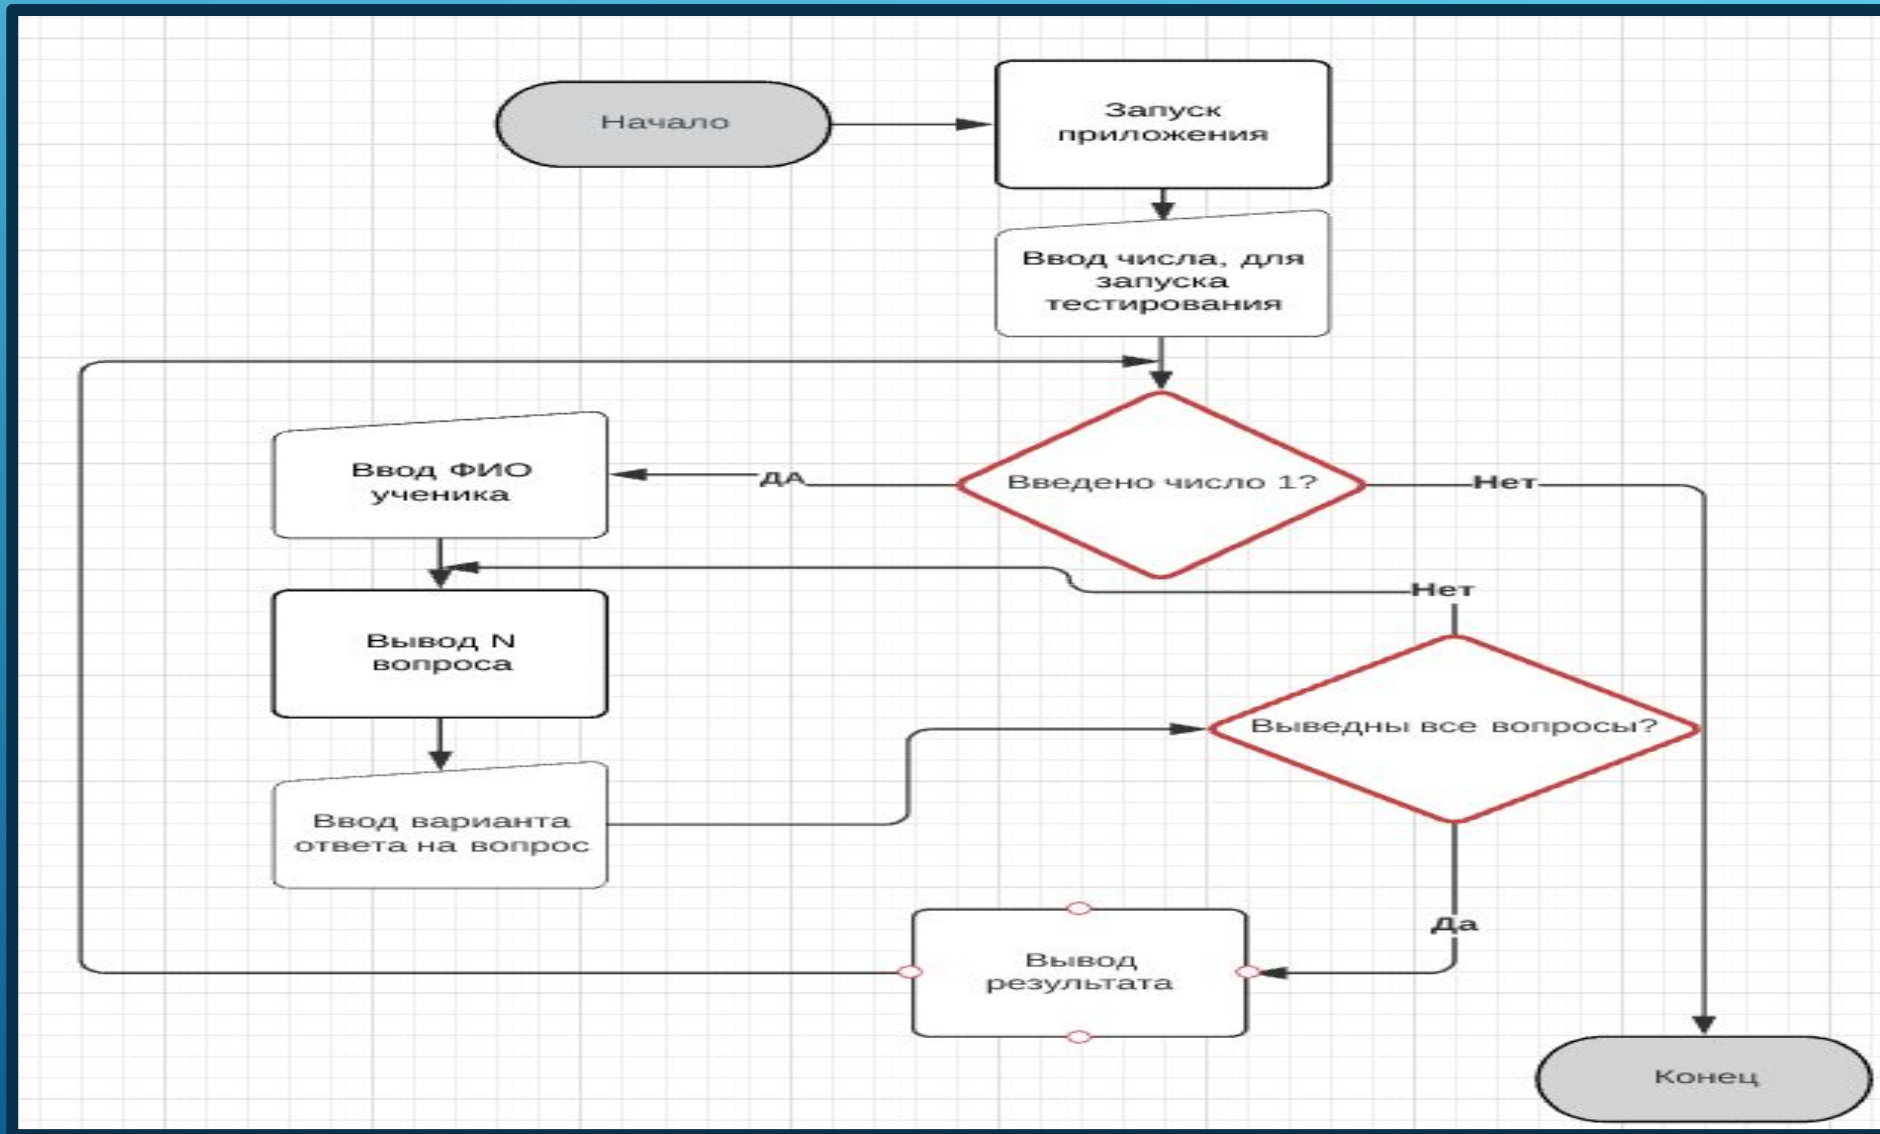 Начало
Запуск
приложения
Ввод числа, для
запуска
тестирования
Введено число 1?
ДА
Нет
Ввод ФИО
ученика
Нет
Вывод N
вопроса
Выведны все вопросы?
Ввод варианта
ответа на вопрос
Да
Вывод
результата
Конец